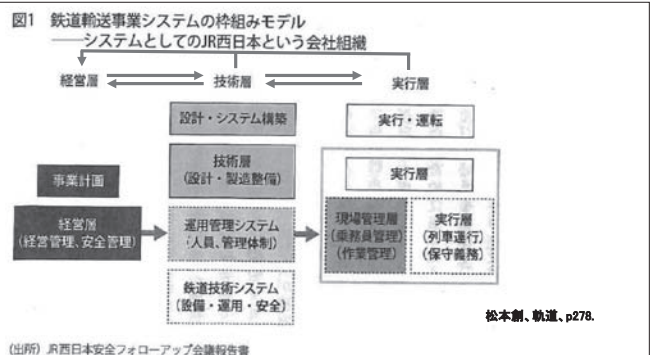 図1 鉄道輸送事業システムの枠組みモデル
──システムとしてのJR西日本という会社組織
経営層
技術層
実行層
設計・システム構築
実行・運転
事業計画
技術層
(設計・製造整備)
実行層
経営層
(経営管理、安全管理)
運用管理システム
(人員、管理体制)
現場管理層
(乗務員管理)
(作業管理)
実行層
(列車運行)
(保守義務)
鉄道技術システム
(設備・運用・安全)
松本創、軌道、p278.
(出所) JR西日本安全フォローアップ会議報告書